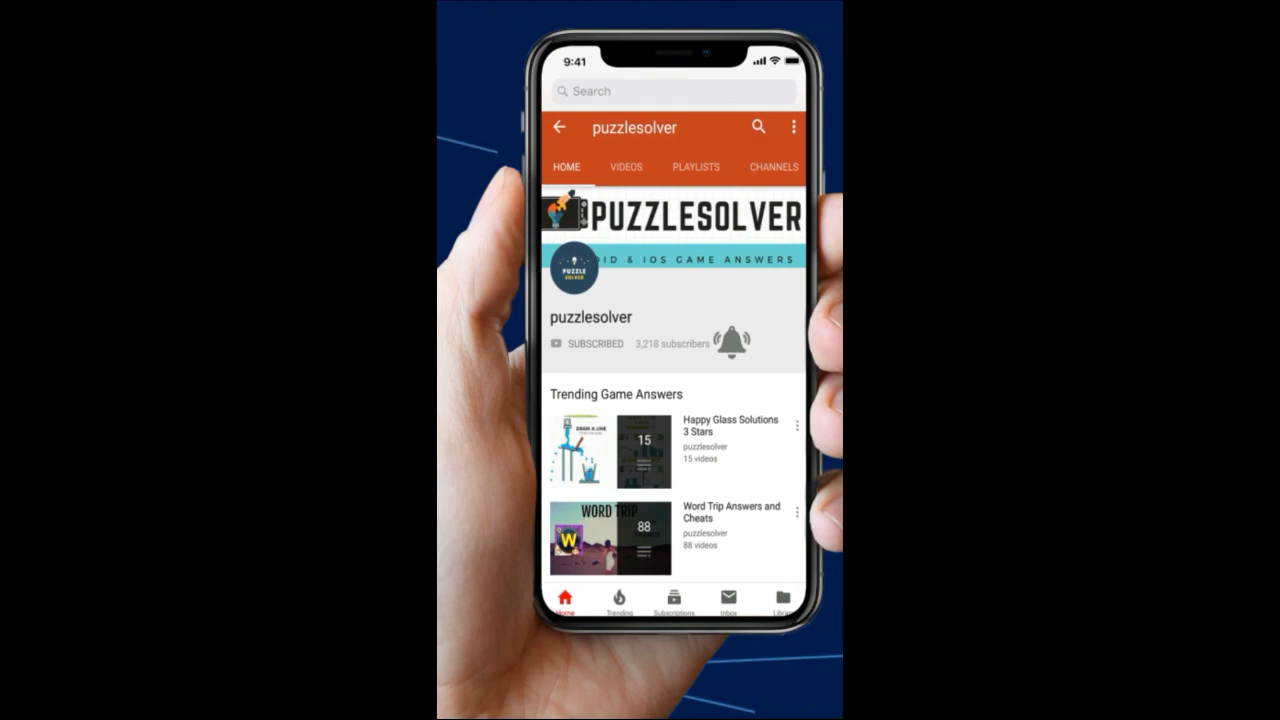 9:41
Search
puzzlesolver
HOME VIDEOS PLAYLISTS CHANNELS
PUZZLESOLVER
OID & IOS GAME ANSWERS
PUZZLE
SOLVER
puzzlesolver
SUBSCRIBED 3,218 subscribers
Trending Game Answers
DRAW A LINE
15
Happy Glass Solutions
3 Stars
puzzlesolver
15 videos
WORD TRIP
W
88
Word Trip Answers and
Cheats
puzzlesolver
88 videos
Home Trending Subscriptions Inbox Library